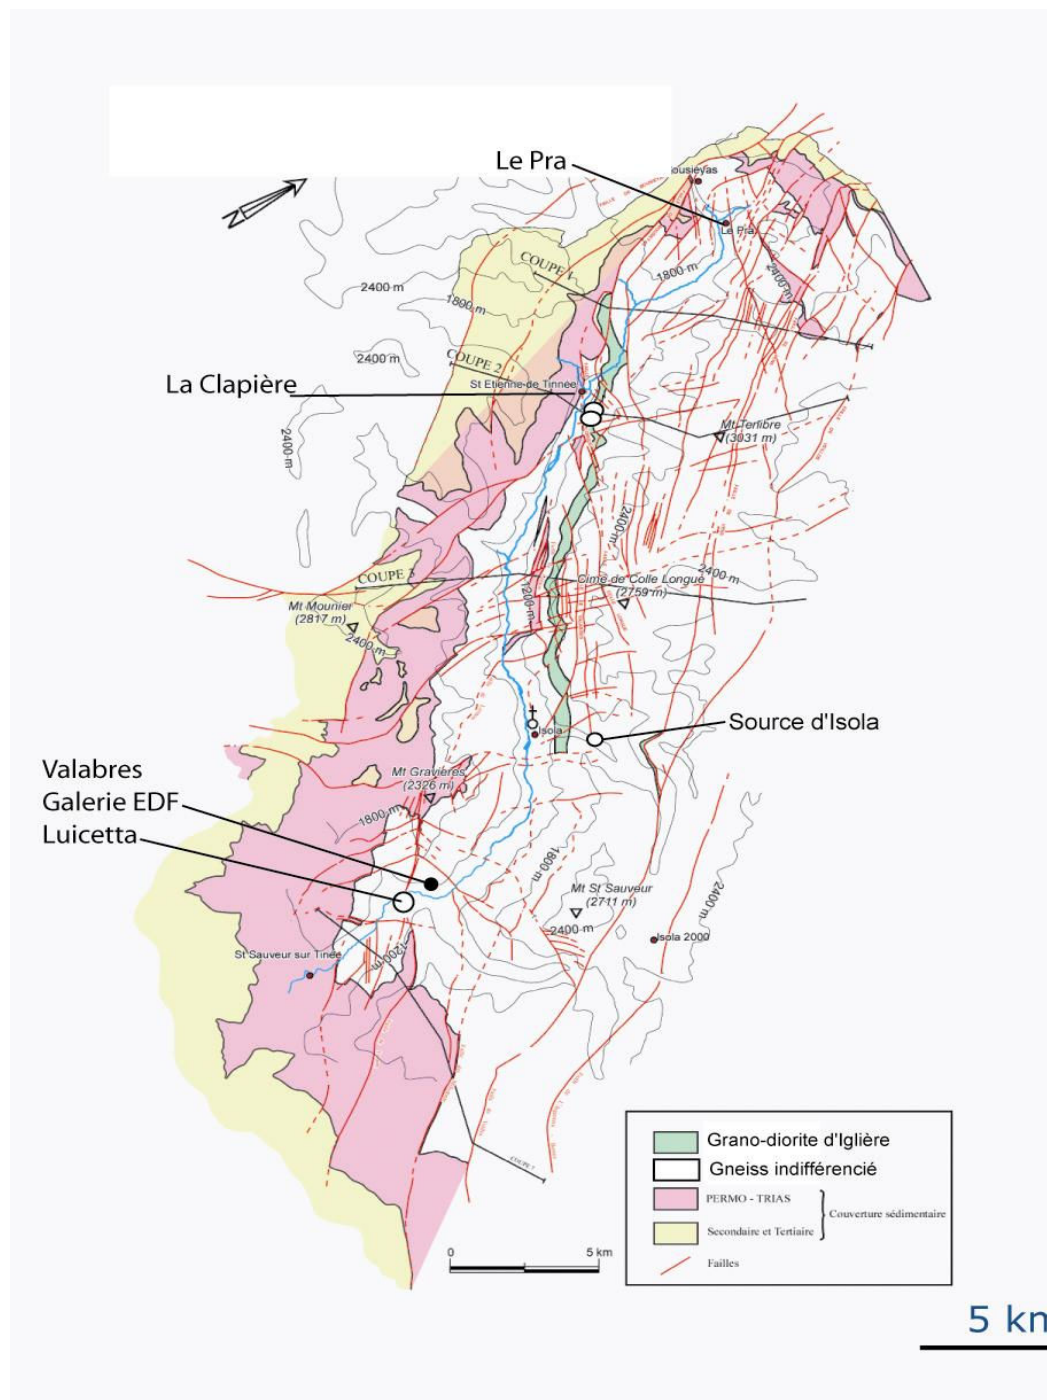 Le Pra
ousiéyas
N
Le Pra
1800 m
2400 m
COUPE 1
2400 m
1800 m
2400 m
COUPE 2
La Clapière
St Etienne-de Tinnée
Mt Tenibre
(3031 m)
2400 m
2400 m
2400 m
COUPE 3
Cime de Colle Longue
(2759 m)
1200 m
Mt Mounier
(2817 m)
2400 m
Source d'Isola
Isola
Valabres
Galerie EDF
Luicetta
Mt Gravières
(2326 m)
1800 m
1800 m
Mt St Sauveur
(2711 m)
2400 m
2400 m
Isola 2000
St Sauveur sur Tinée
1200 m
Grano-diorite d'Iglière
Gneiss indifférencié
PERMO - TRIAS
Couverture sédimentaire
Secondaire et Tertiaire
Failles
0 5 km
5 km